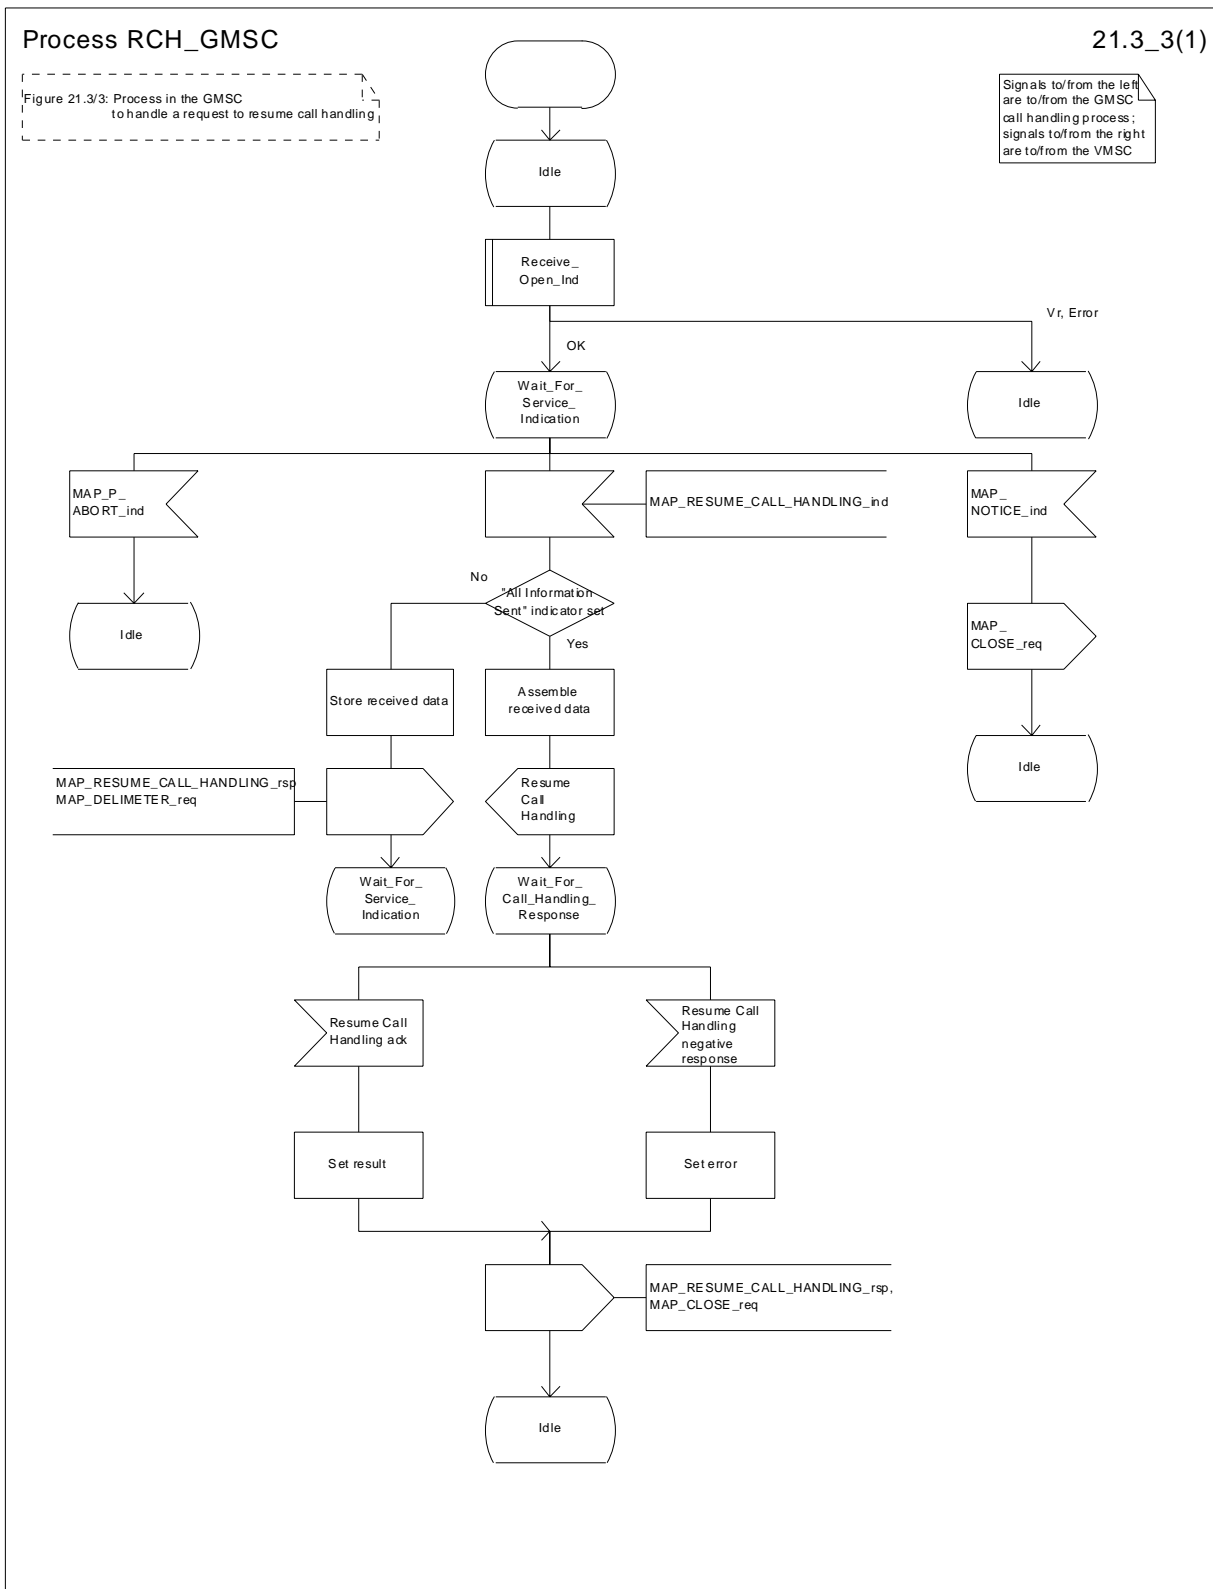 Process RCH_GMSC
21.3_3(1)
Figure 21.3/3: Process in the GMSC
to handle a request to resume call handling
Signals to/from the left
are to/from the GMSC
call handling process;
signals to/from the right
are to/from the VMSC
Idle
Receive_
Open_Ind
Vr, Error
OK
Wait_For_
Service_
Indication
Idle
MAP_P_
ABORT_ind
MAP_RESUME_CALL_HANDLING_ind
MAP_
NOTICE_ind
No
"All Information
Sent" indicator set
Yes
Idle
MAP_
CLOSE_req
Store received data
Assemble
received data
Idle
MAP_RESUME_CALL_HANDLING_rsp
MAP_DELIMETER_req
Resume
Call
Handling
Wait_For_
Service_
Indication
Wait_For_
Call_Handling_
Response
Resume Call
Handling ack
Resume Call
Handling
negative
response
Set result
Set error
MAP_RESUME_CALL_HANDLING_rsp,
MAP_CLOSE_req
Idle